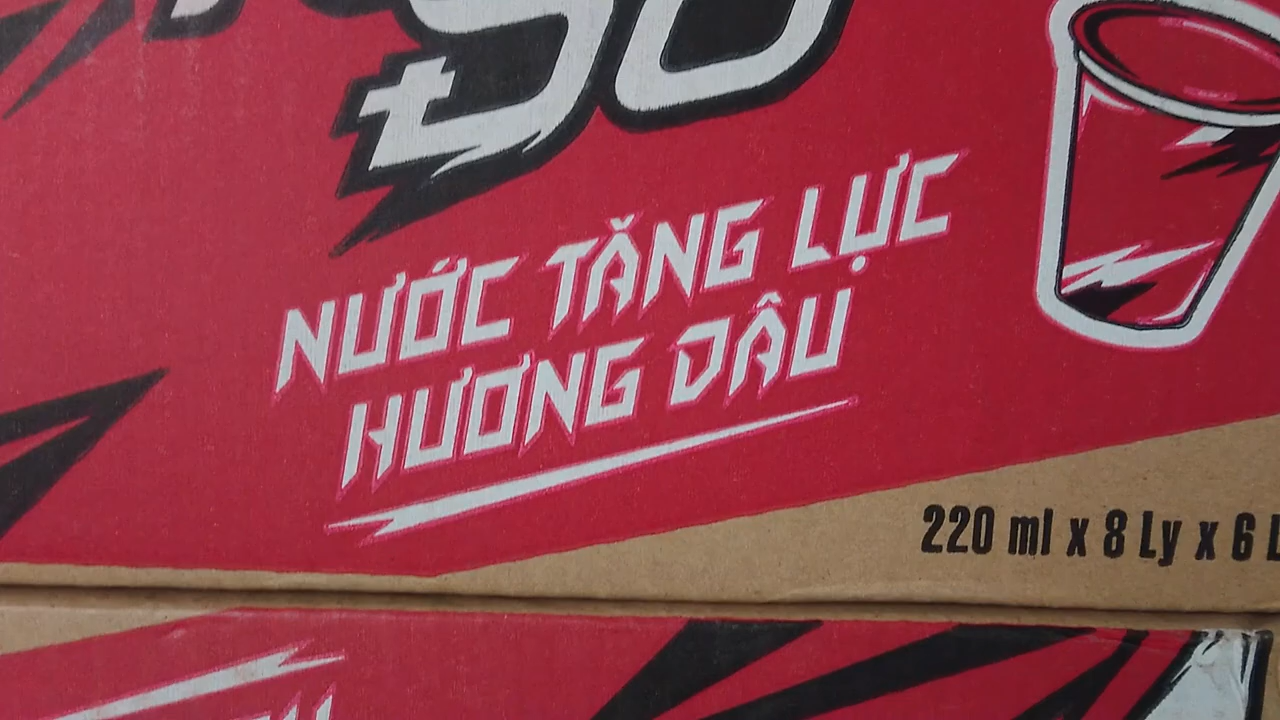 NƯỚC TĂNG LỰC
HƯƠNG DÂU
220 ml x 8 Ly x 6